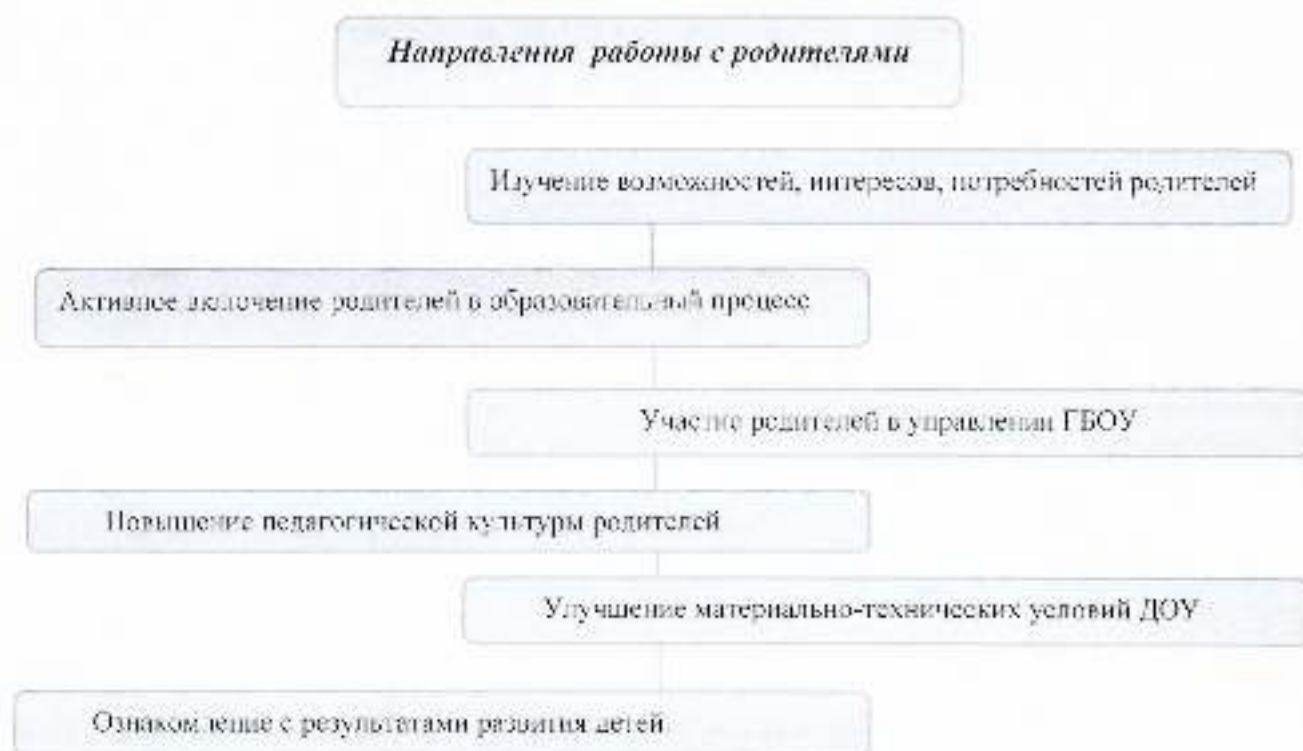 Направления работы с родителями
Изучение возможностей, интересов, потребностей родителей
Активное включение родителей в образовательный процесс
Участие родителей в управлении ГБОУ
Повышение педагогической культуры родителей
Улучшение материально-технических условий ДОУ
Ознакомление с результатами развития детей